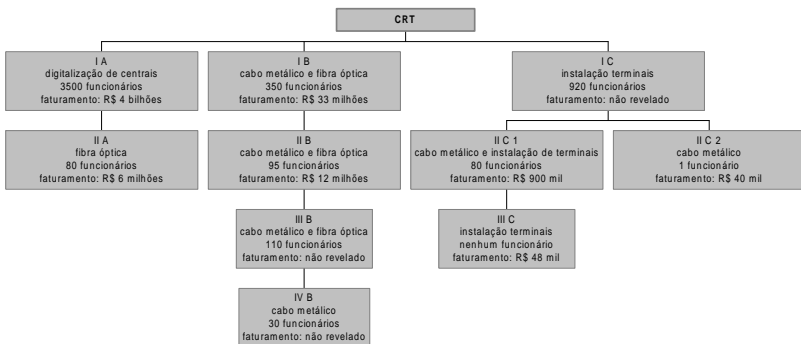 CRT
I A
digitalização de centrais
3500 funcionários
faturamento: R$ 4 bilhões
I B
cabo metálico e fibra óptica
350 funcionários
faturamento: R$ 33 milhões
I C
instalação terminais
920 funcionários
faturamento: não revelado
II A
fibra óptica
80 funcionários
faturamento: R$ 6 milhões
II B
cabo metálico e fibra óptica
95 funcionários
faturamento: R$ 12 milhões
II C 1
cabo metálico e instalação de terminais
80 funcionários
faturamento: R$ 900 mil
II C 2
cabo metálico
1 funcionário
faturamento: R$ 40 mil
III B
cabo metálico e fibra óptica
110 funcionários
faturamento: não revelado
III C
instalação terminais
nenhum funcionário
faturamento: R$ 48 mil
IV B
cabo metálico
30 funcionários
faturamento: não revelado